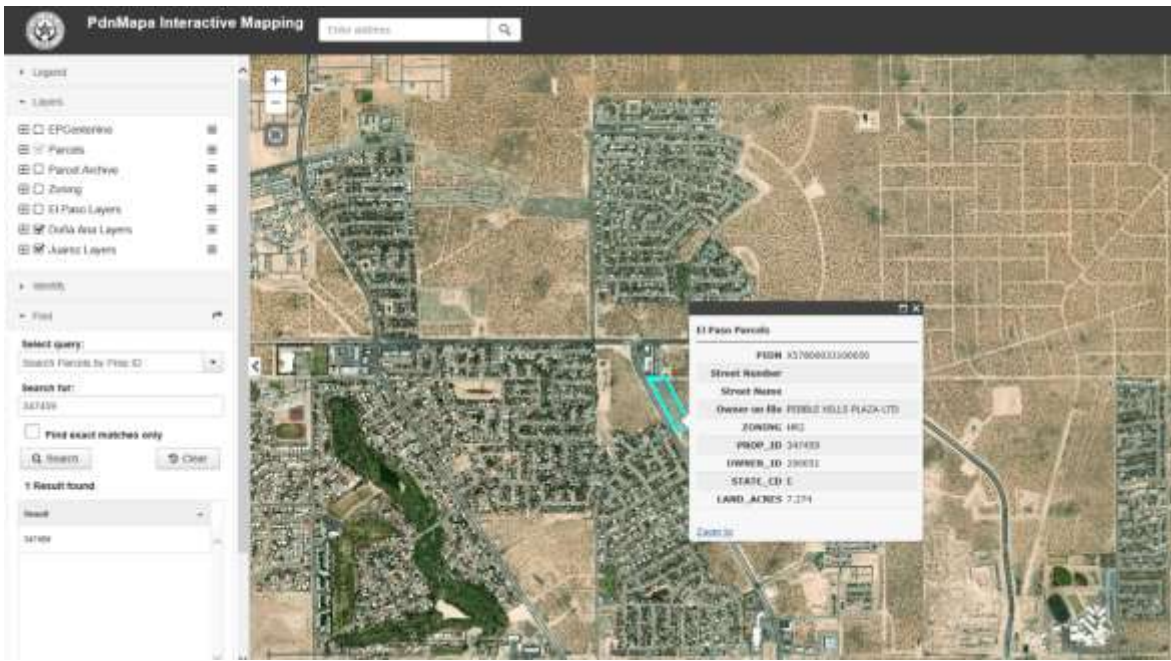 PdnMapa Interactive Mapping
Enter address
Legend
Layers
EPCenterline
Parcels
Parcel Archive
Zoning
El Paso Layers
Doña Ana Layers
Juarez Layers
Identify
Find
Select query:
Search Parcels by Prop ID
Search for:
347459
Find exact matches only
Search
Clear
1 Result found
Result
347459
El Paso Parcels
PIDN
Street Number
Street Name
Owner on file PEBBLE HILLS PLAZA LTD
ZONING
PROP_ID 347459
OWNER_ID
STATE_CD E
LAND_ACRES 7.274
Zoom to